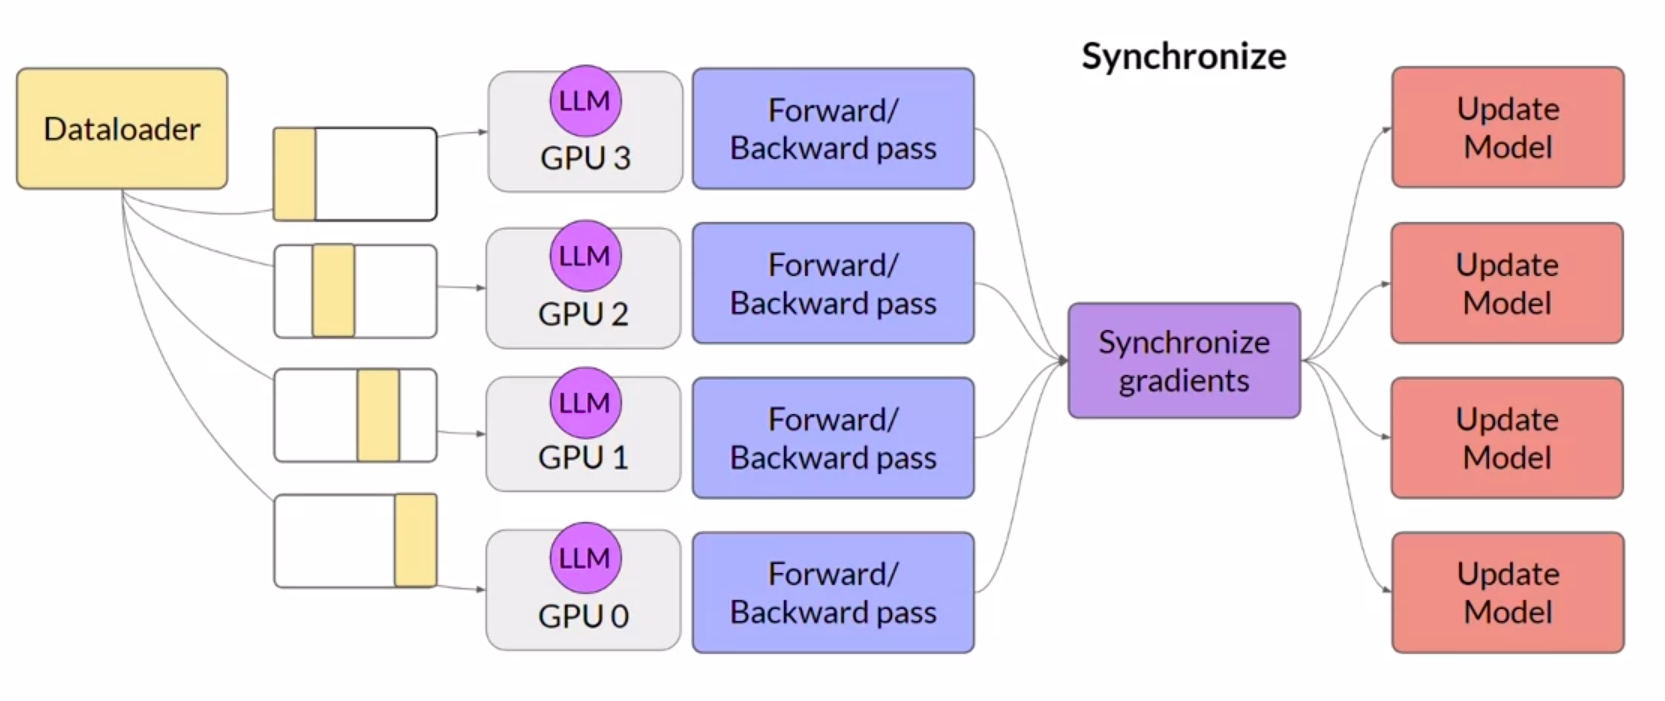 Synchronize
Dataloader
LLM
GPU 3
Forward/
Backward pass
Update
Model
LLM
GPU 2
Forward/
Backward pass
Update
Model
Synchronize
gradients
LLM
GPU 1
Forward/
Backward pass
Update
Model
LLM
GPU 0
Forward/
Backward pass
Update
Model